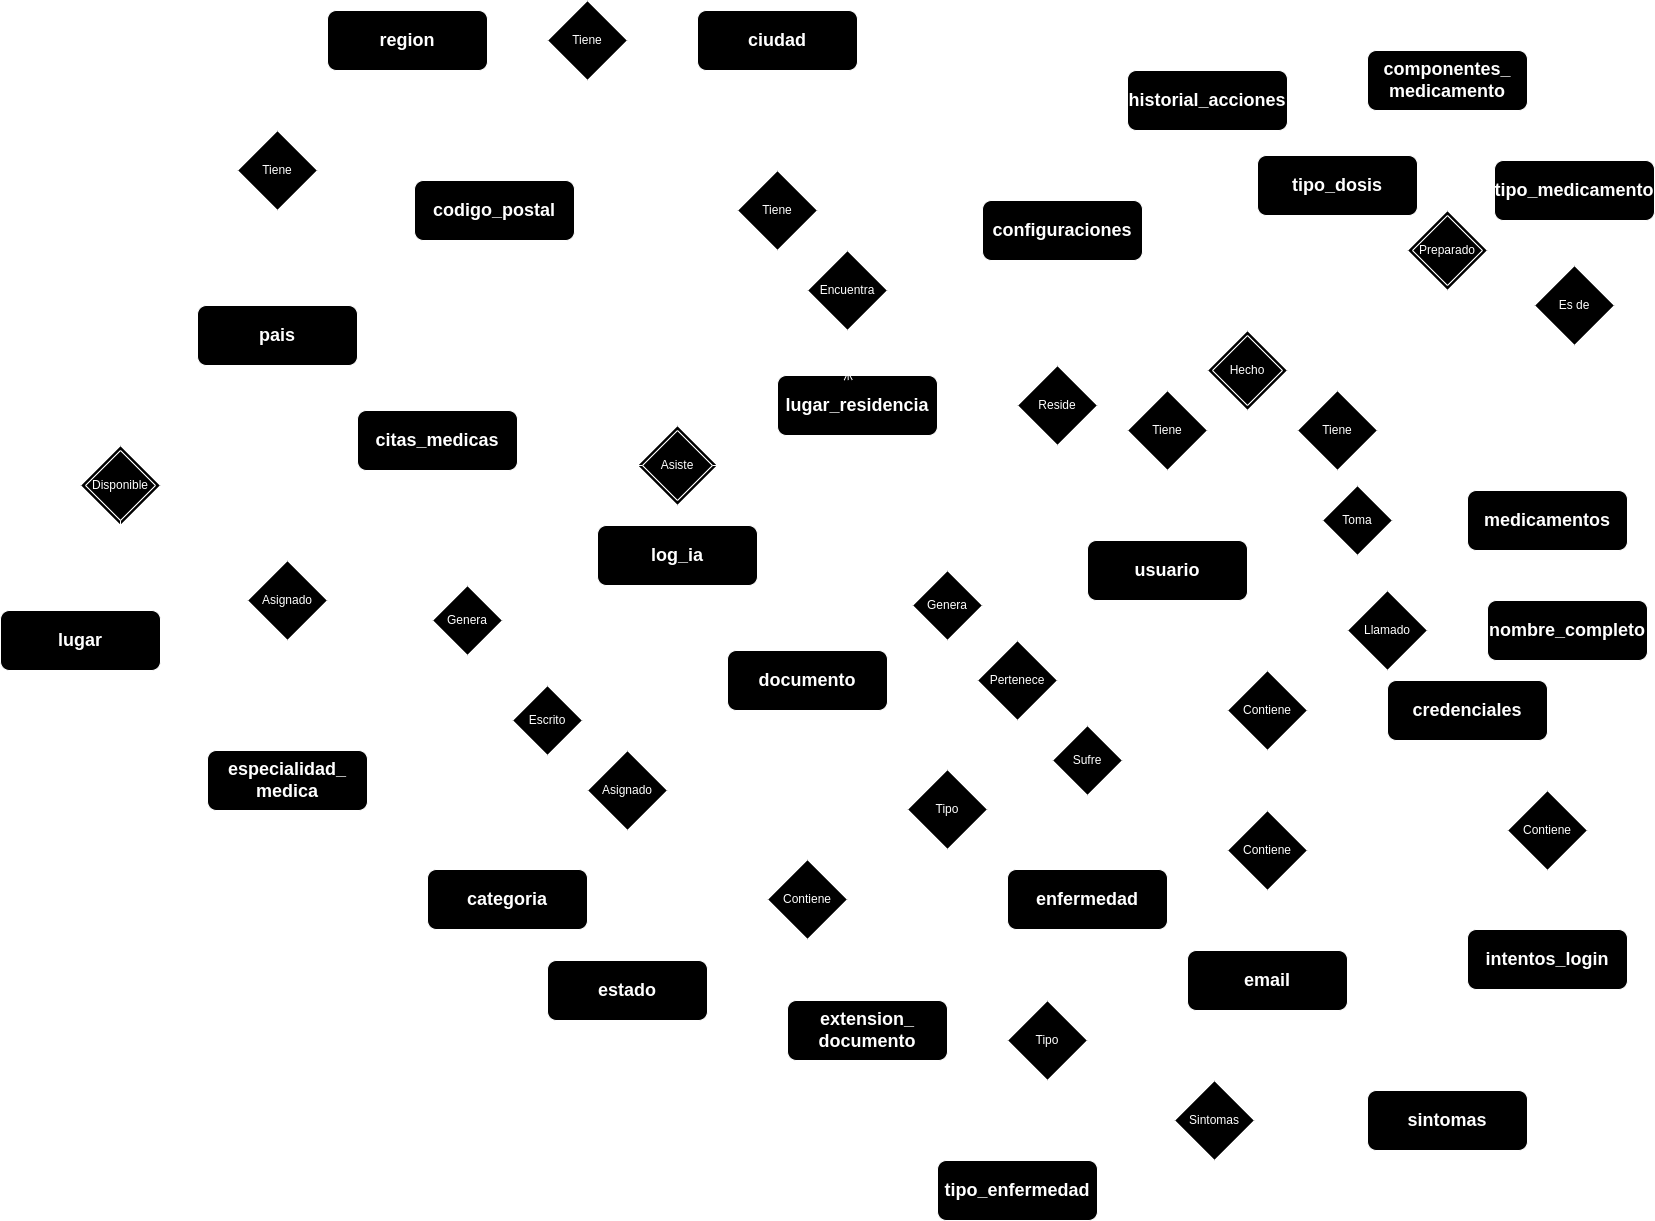 region
Tiene
ciudad
componentes_
medicamento
historial_acciones
Tiene
tipo_dosis
tipo_medicamento
codigo_postal
Tiene
configuraciones
Preparado
Encuentra
Es de
pais
Hecho
lugar_residencia
Reside
Tiene
Tiene
citas_medicas
Asiste
Disponible
Toma
medicamentos
log_ia
usuario
Asignado
Genera
Genera
Llamado
nombre_completo
lugar
documento
Pertenece
Contiene
credenciales
Escrito
Sufre
especialidad_
medica
Asignado
Tipo
Contiene
Contiene
categoria
Contiene
enfermedad
intentos_login
estado
email
extension_
documento
Tipo
Sintomas
sintomas
tipo_enfermedad